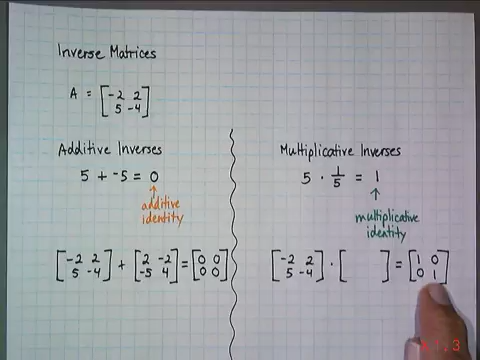 Inverse Matrices
A = [-2 2
5 -4]
Additive Inverses
5 + -5 = 0
additive
identity
[-2 2
5 -4] + [2 -2
-5 4] = [0 0
0 0]
Multiplicative Inverses
5 · 1/5 = 1
multiplicative
identity
[-2 2
5 -4] · [ ] = [1 0
0 1]